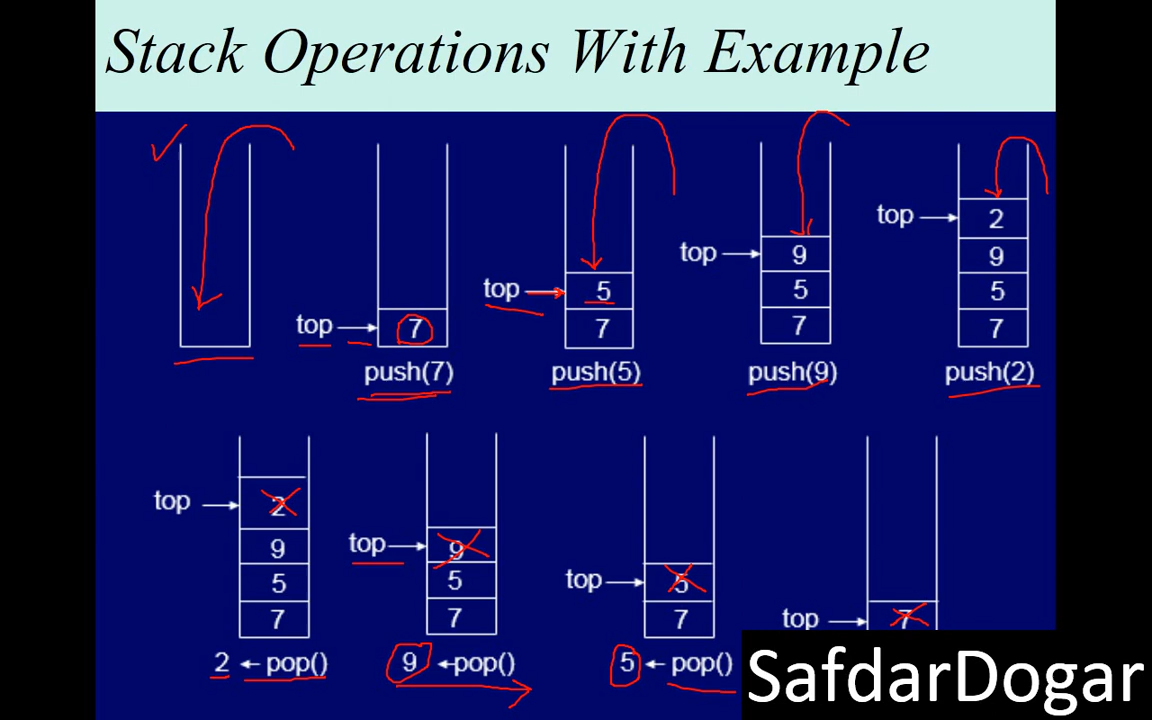 Stack Operations With Example
top → 7
push(7)
top → 5
7
push(5)
top → 9
5
7
push(9)
top → 2
9
5
7
push(2)
top → 2
9
5
7
2 ← pop()
top → 9
5
7
9 ← pop()
top → 5
7
5 ← pop()
top → 7
SafdarDogar